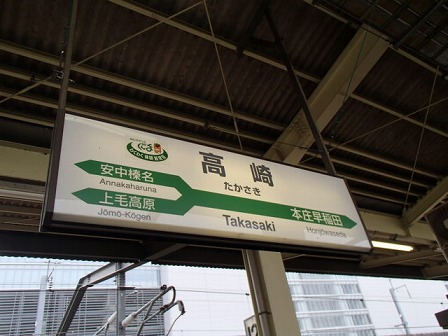 高崎
たかさき
Takasaki
安中榛名
Annakaharuna
上毛高原
Jōmō-Kōgen
本庄早稲田
Honjōwaseda